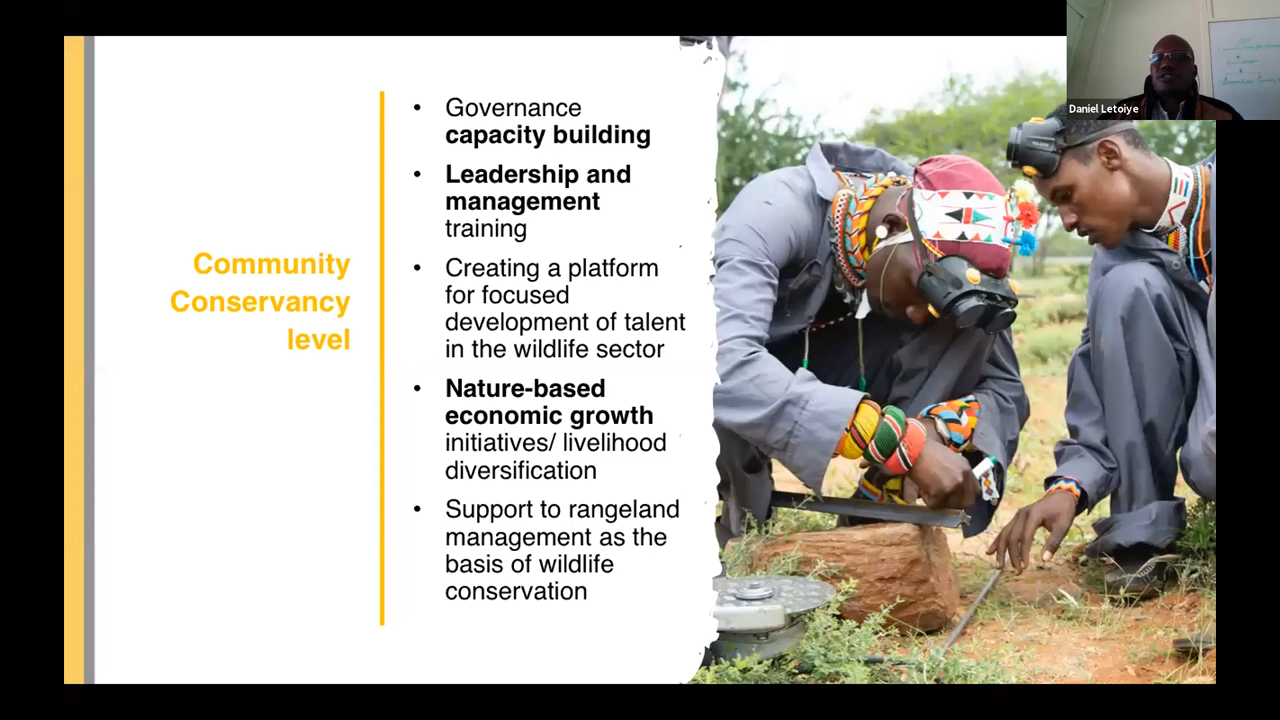 Daniel Letoiye
Community
Conservancy
level
• Governance
capacity building
• Leadership and
management
training
• Creating a platform
for focused
development of talent
in the wildlife sector
• Nature-based
economic growth
initiatives/ livelihood
diversification
• Support to rangeland
management as the
basis of wildlife
conservation